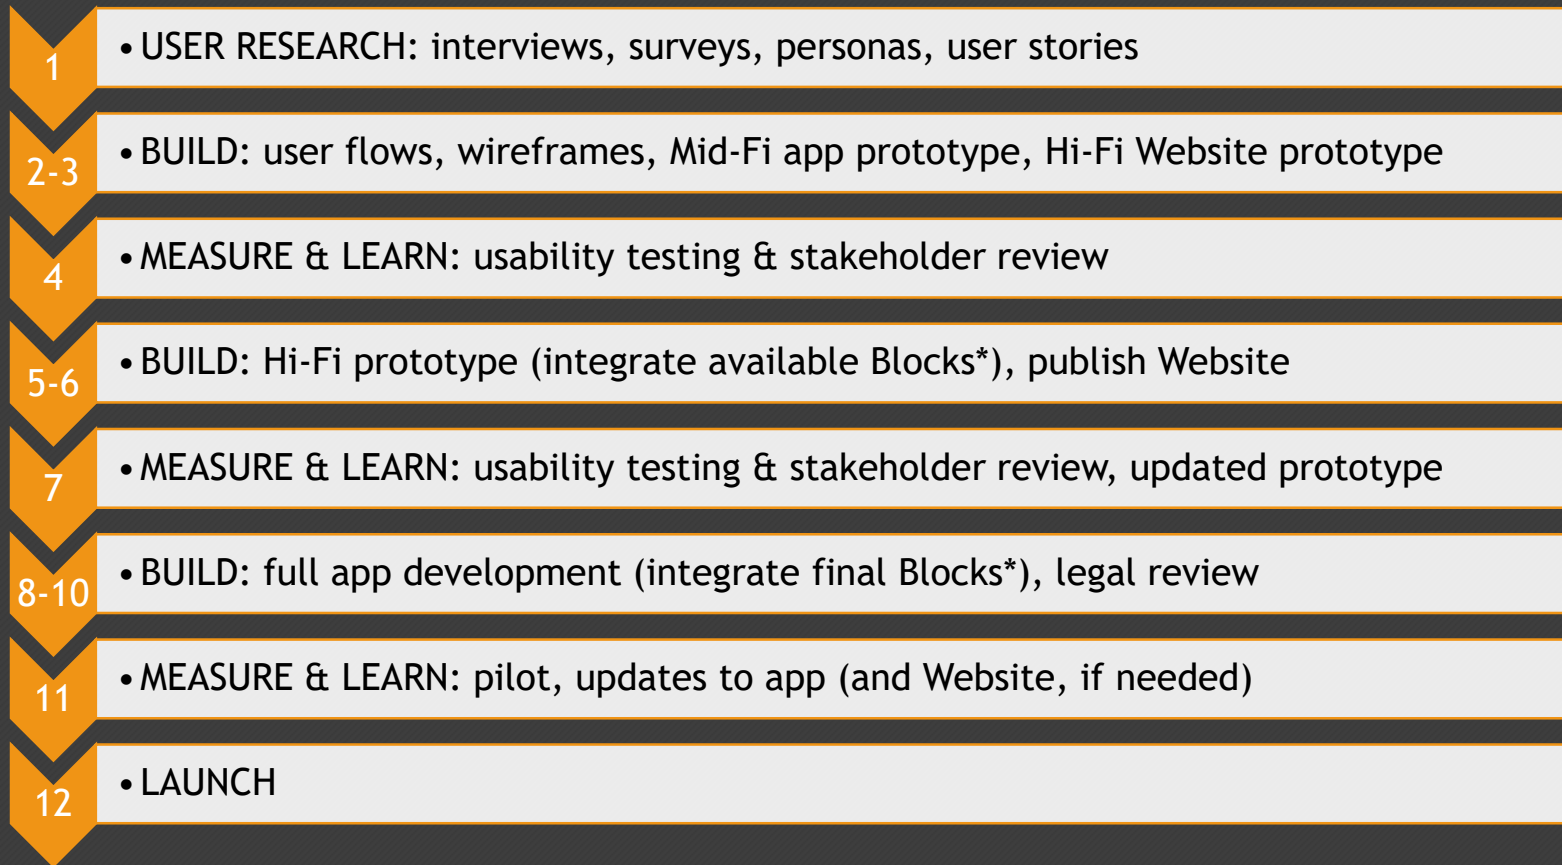 1
• USER RESEARCH: interviews, surveys, personas, user stories
2-3
• BUILD: user flows, wireframes, Mid-Fi app prototype, Hi-Fi Website prototype
4
• MEASURE & LEARN: usability testing & stakeholder review
5-6
• BUILD: Hi-Fi prototype (integrate available Blocks*), publish Website
7
• MEASURE & LEARN: usability testing & stakeholder review, updated prototype
8-10
• BUILD: full app development (integrate final Blocks*), legal review
11
• MEASURE & LEARN: pilot, updates to app (and Website, if needed)
12
• LAUNCH